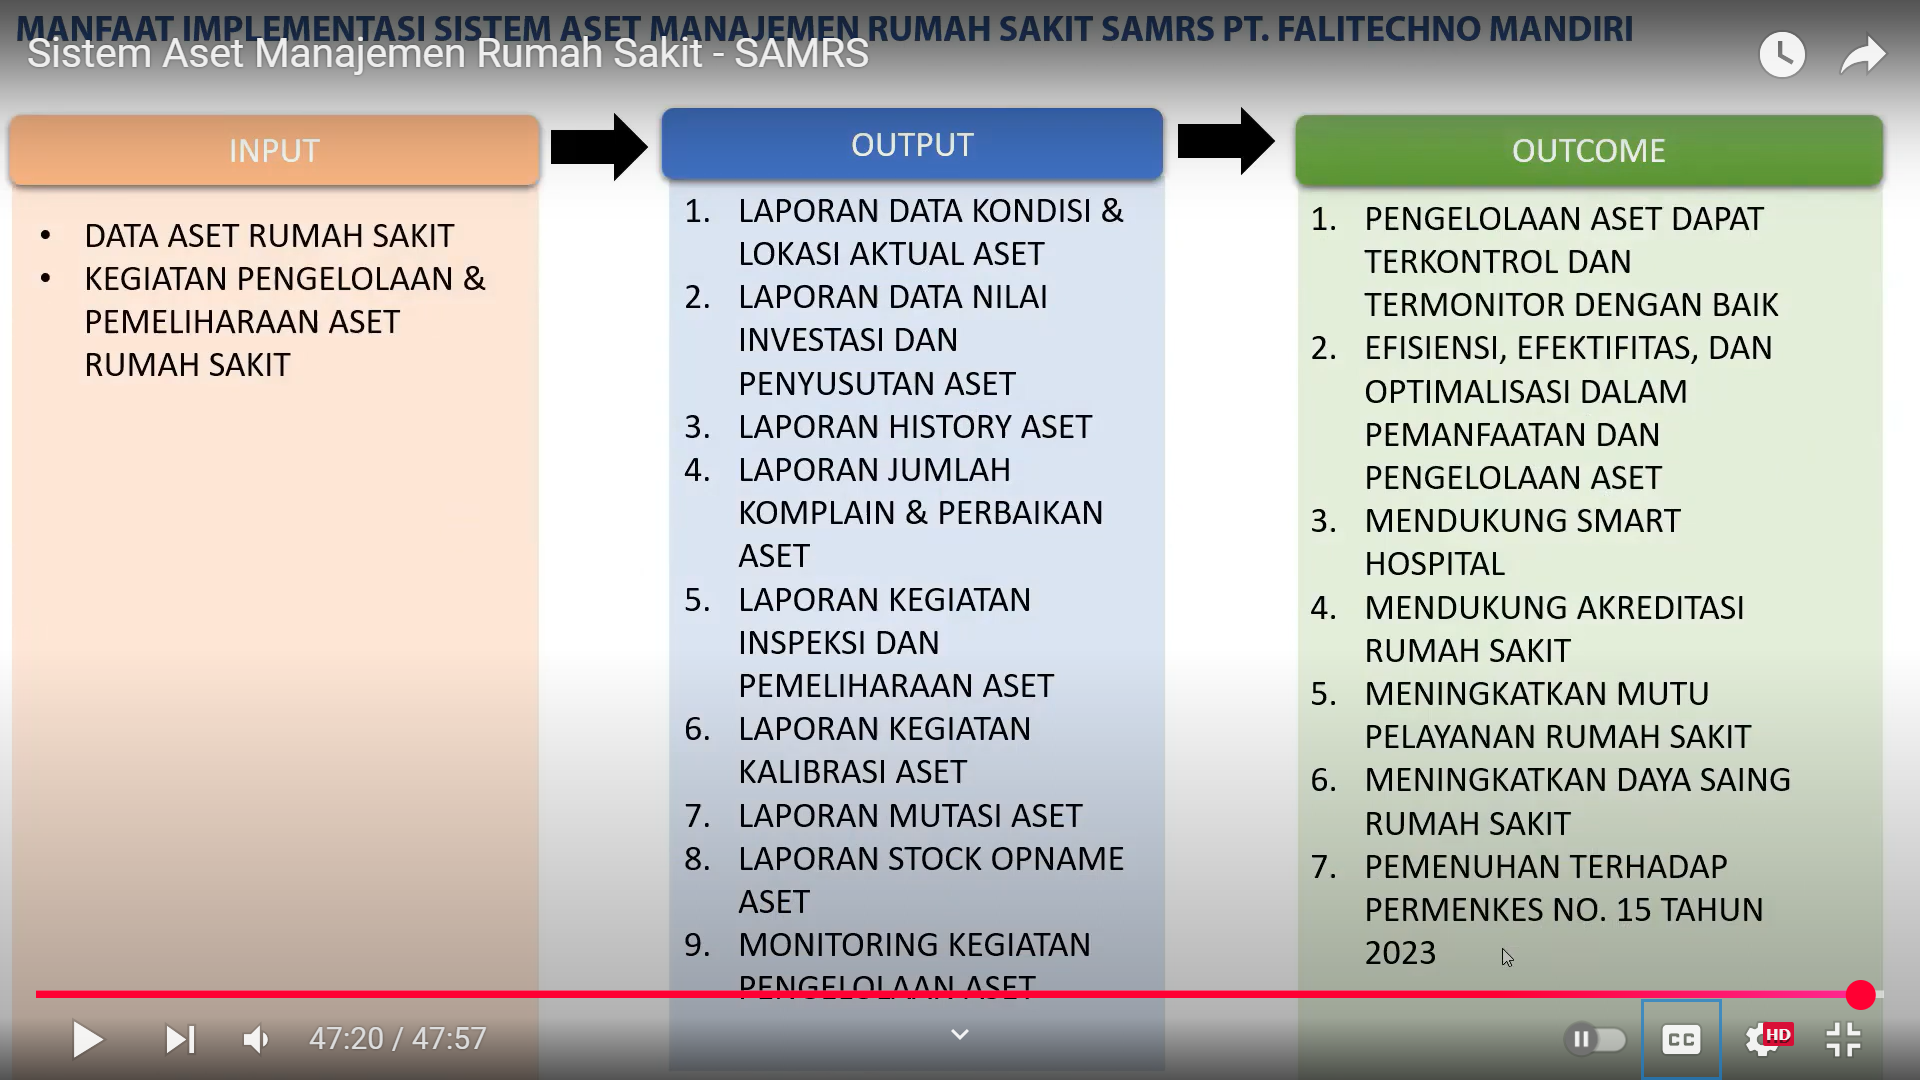 MANFAAT IMPLEMENTASI SISTEM ASET MANAJEMEN RUMAH SAKIT SAMRS PT. FALITECHNO MANDIRI
Sistem Aset Manajemen Rumah Sakit - SAMRS
INPUT
• DATA ASET RUMAH SAKIT
• KEGIATAN PENGELOLAAN &
PEMELIHARAAN ASET
RUMAH SAKIT
OUTPUT
1. LAPORAN DATA KONDISI &
LOKASI AKTUAL ASET
2. LAPORAN DATA NILAI
INVESTASI DAN
PENYUSUTAN ASET
3. LAPORAN HISTORY ASET
4. LAPORAN JUMLAH
KOMPLAIN & PERBAIKAN
ASET
5. LAPORAN KEGIATAN
INSPEKSI DAN
PEMELIHARAAN ASET
6. LAPORAN KEGIATAN
KALIBRASI ASET
7. LAPORAN MUTASI ASET
8. LAPORAN STOCK OPNAME
ASET
9. MONITORING KEGIATAN
PENGELOLAAN ASET
OUTCOME
1. PENGELOLAAN ASET DAPAT
TERKONTROL DAN
TERMONITOR DENGAN BAIK
2. EFISIENSI, EFEKTIFITAS, DAN
OPTIMALISASI DALAM
PEMANFAATAN DAN
PENGELOLAAN ASET
3. MENDUKUNG SMART
HOSPITAL
4. MENDUKUNG AKREDITASI
RUMAH SAKIT
5. MENINGKATKAN MUTU
PELAYANAN RUMAH SAKIT
6. MENINGKATKAN DAYA SAING
RUMAH SAKIT
7. PEMENUHAN TERHADAP
PERMENKES NO. 15 TAHUN
2023
47:20 / 47:57
CC
HD